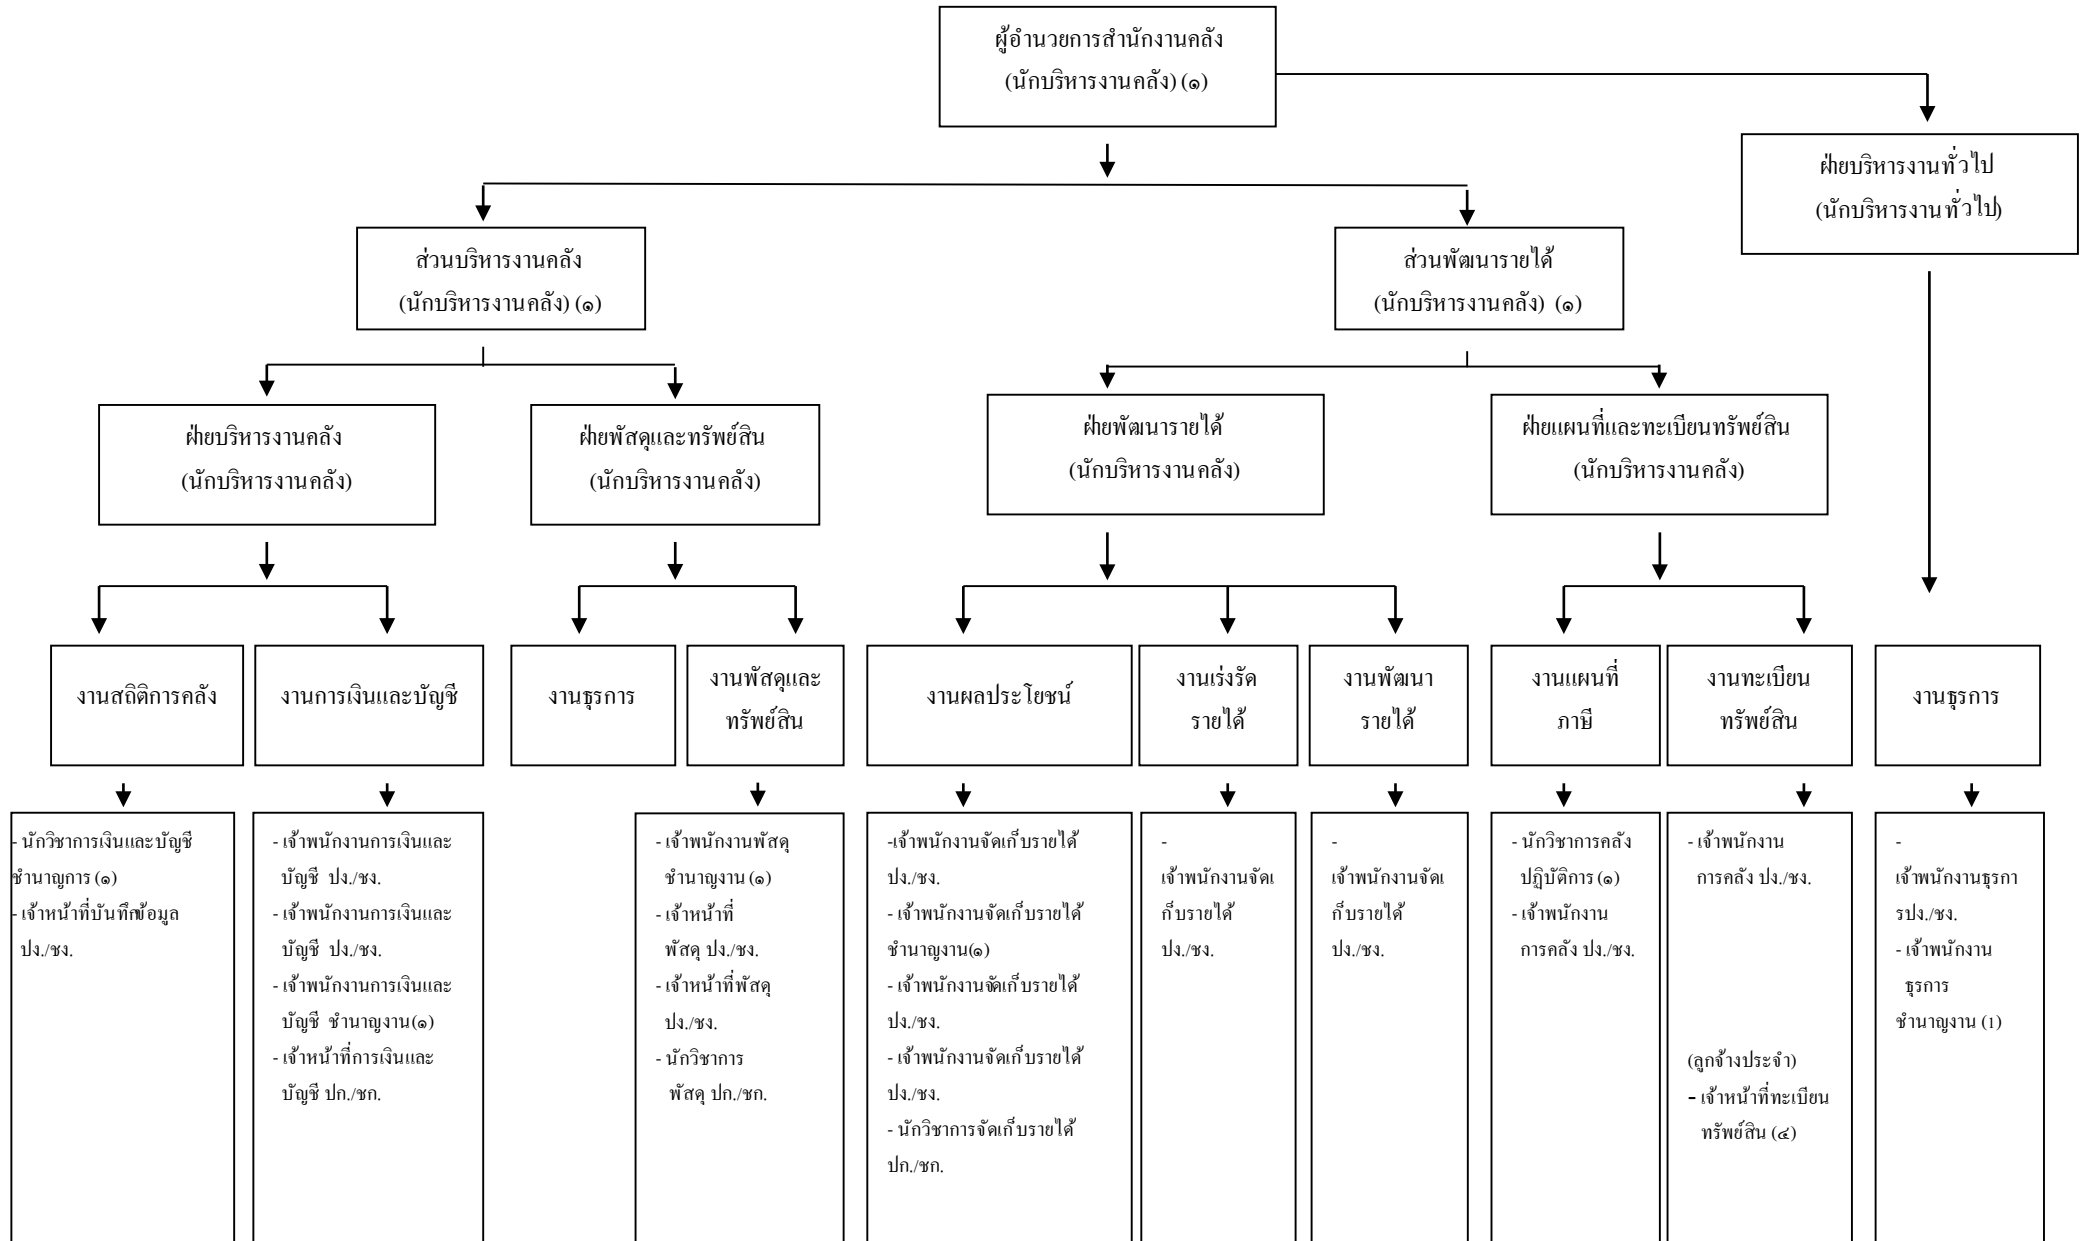 ผู้อำนวยการสำนักงานคลัง
(นักบริหารงานคลัง) (๑)
ฝ่ายบริหารงานทั่วไป
(นักบริหารงานทั่วไป)
ส่วนบริหารงานคลัง
(นักบริหารงานคลัง) (๑)
ส่วนพัฒนารายได้
(นักบริหารงานคลัง) (๑)
ฝ่ายบริหารงานคลัง
(นักบริหารงานคลัง)
ฝ่ายพัสดุและทรัพย์สิน
(นักบริหารงานคลัง)
ฝ่ายพัฒนารายได้
(นักบริหารงานคลัง)
ฝ่ายแผนที่และทะเบียนทรัพย์สิน
(นักบริหารงานคลัง)
งานสถิติการคลัง
งานการเงินและบัญชี
งานธุรการ
งานพัสดุและ
ทรัพย์สิน
งานผลประโยชน์
งานเร่งรัด
รายได้
งานพัฒนา
รายได้
งานแผนที่
ภาษี
งานทะเบียน
ทรัพย์สิน
งานธุรการ
- นักวิชาการเงินและบัญชี
ชำนาญการ (๑)
- เจ้าหน้าที่บันทึกข้อมูล
ปง./ชง.
- เจ้าพนักงานการเงินและ
บัญชี ปง./ชง.
- เจ้าพนักงานการเงินและ
บัญชี ปง./ชง.
- เจ้าพนักงานการเงินและ
บัญชี ชำนาญงาน(๑)
- เจ้าหน้าที่การเงินและ
บัญชี ปก./ชก.
- เจ้าพนักงานพัสดุ
ชำนาญงาน (๑)
- เจ้าหน้าที่
พัสดุ ปง./ชง.
- เจ้าหน้าที่พัสดุ
ปง./ชง.
- นักวิชาการ
พัสดุ ปก./ชก.
-เจ้าพนักงานจัดเก็บรายได้
ปง./ชง.
- เจ้าพนักงานจัดเก็บรายได้
ชำนาญงาน(๑)
- เจ้าพนักงานจัดเก็บรายได้
ปง./ชง.
- เจ้าพนักงานจัดเก็บรายได้
ปง./ชง.
- นักวิชาการจัดเก็บรายได้
ปก./ชก.
-
เจ้าพนักงานจัดเ
ก็บรายได้
ปง./ชง.
-
เจ้าพนักงานจัดเ
ก็บรายได้
ปง./ชง.
- นักวิชาการคลัง
ปฏิบัติการ (๑)
- เจ้าพนักงาน
การคลัง ปง./ชง.
- เจ้าพนักงาน
การคลัง ปง./ชง.
(ลูกจ้างประจำ)
- เจ้าหน้าที่ทะเบียน
ทรัพย์สิน (๔)
-
เจ้าพนักงานธุรกา
รปง./ชง.
- เจ้าพนักงาน
ธุรการ
ชำนาญงาน (1)